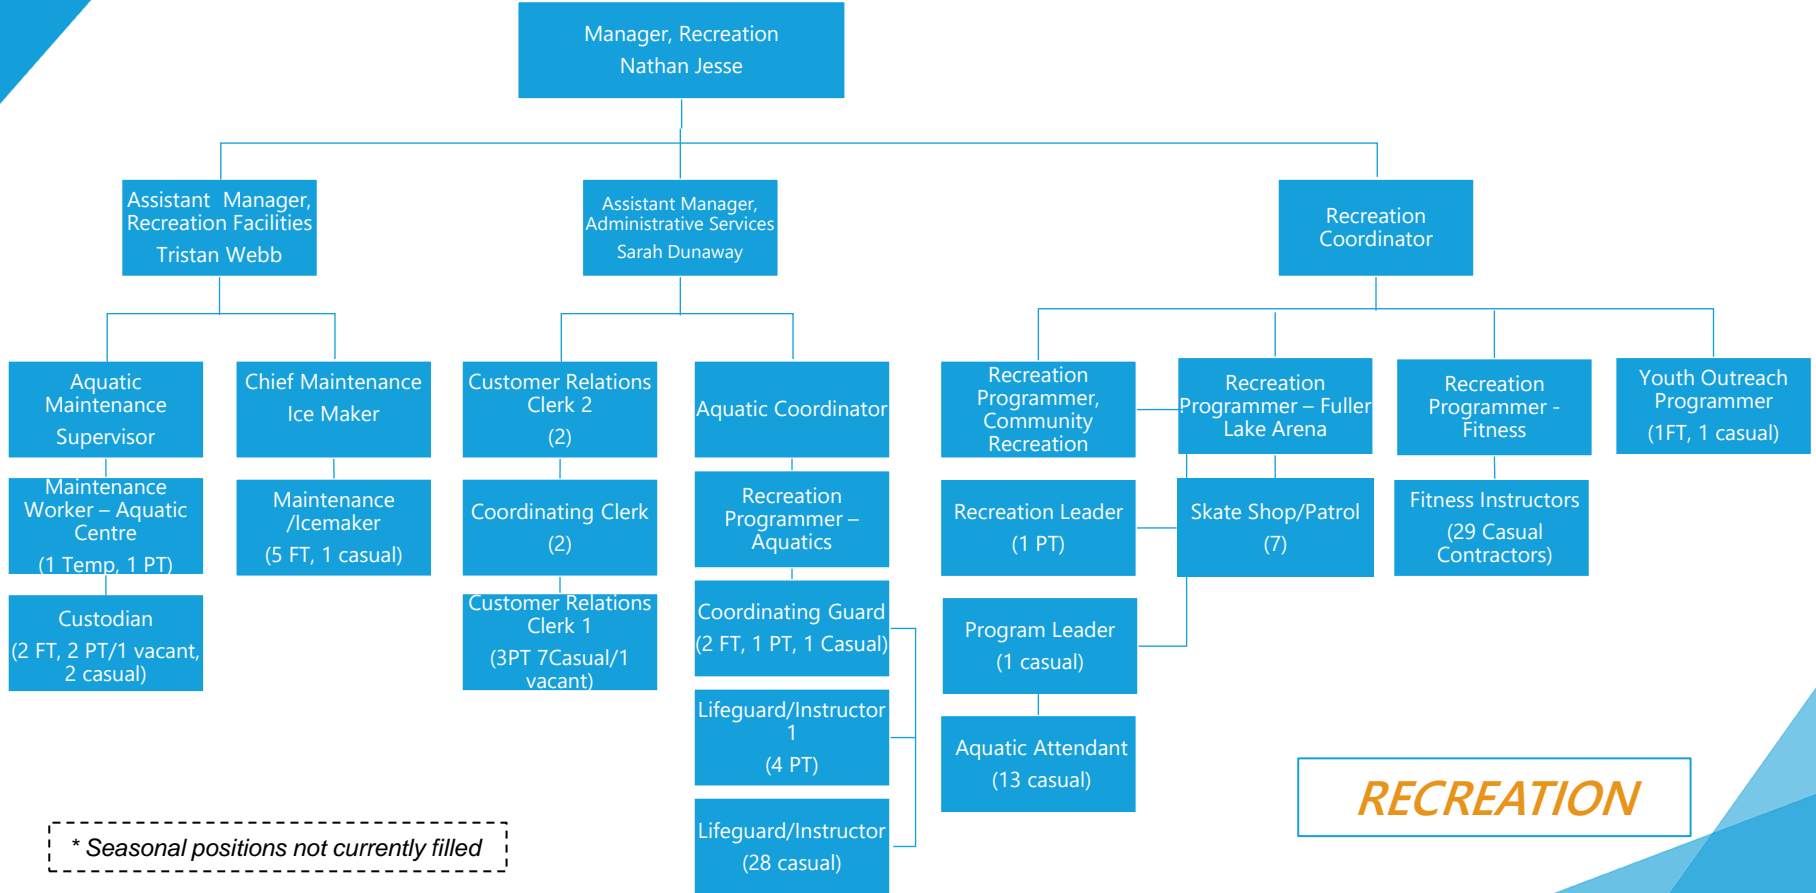 Manager, Recreation
Nathan Jesse
Assistant Manager,
Recreation Facilities
Tristan Webb
Assistant Manager,
Administrative Services
Sarah Dunaway
Recreation
Coordinator
Aquatic
Maintenance
Supervisor
Chief Maintenance
Ice Maker
Customer Relations
Clerk 2
(2)
Aquatic Coordinator
Recreation
Programmer,
Community
Recreation
Recreation
Programmer – Fuller
Lake Arena
Recreation
Programmer -
Fitness
Youth Outreach
Programmer
(1FT, 1 casual)
Maintenance
Worker – Aquatic
Centre
(1 Temp, 1 PT)
Maintenance
/Icemaker
(5 FT, 1 casual)
Coordinating Clerk
(2)
Recreation
Programmer –
Aquatics
Recreation Leader
(1 PT)
Skate Shop/Patrol
(7)
Fitness Instructors
(29 Casual
Contractors)
Custodian
(2 FT, 2 PT/1 vacant,
2 casual)
Customer Relations
Clerk 1
(3PT 7Casual/1
vacant)
Coordinating Guard
(2 FT, 1 PT, 1 Casual)
Program Leader
(1 casual)
Lifeguard/Instructor
1
(4 PT)
Aquatic Attendant
(13 casual)
Lifeguard/Instructor
(28 casual)
RECREATION
* Seasonal positions not currently filled